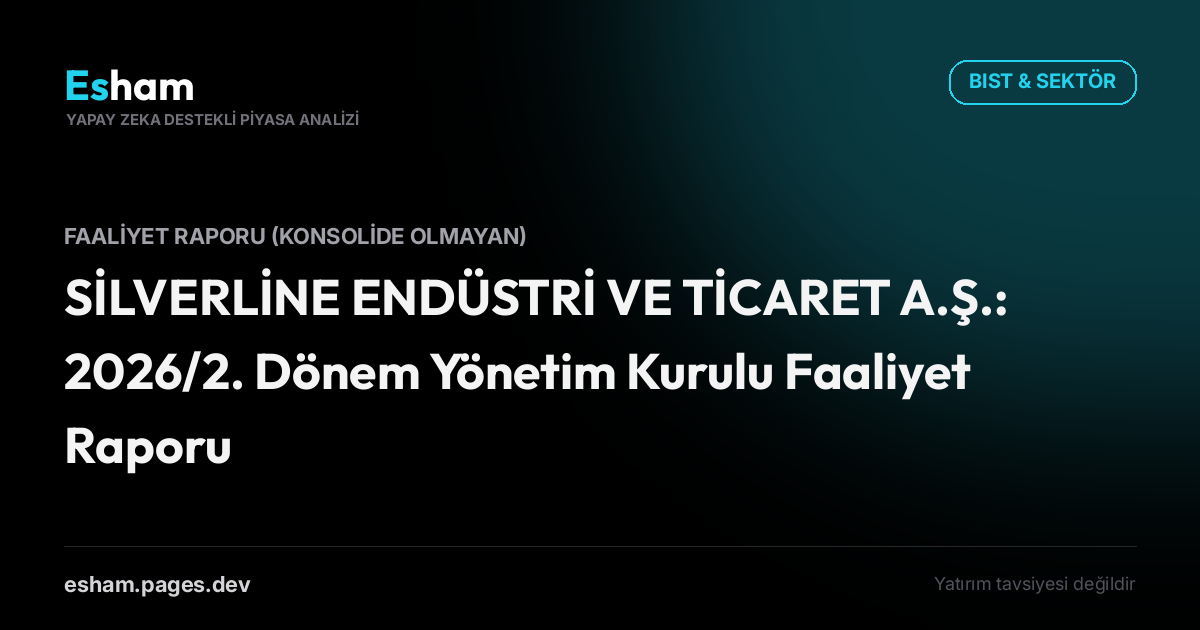 Esham
YAPAY ZEKA DESTEKLİ PİYASA ANALİZİ
BIST & SEKTÖR
FAALİYET RAPORU (KONSOLİDE OLMAYAN)
SİLVERLİNE ENDÜSTRİ VE TİCARET A.Ş.:
2026/2. Dönem Yönetim Kurulu Faaliyet
Raporu
esham.pages.dev
Yatırım tavsiyesi değildir